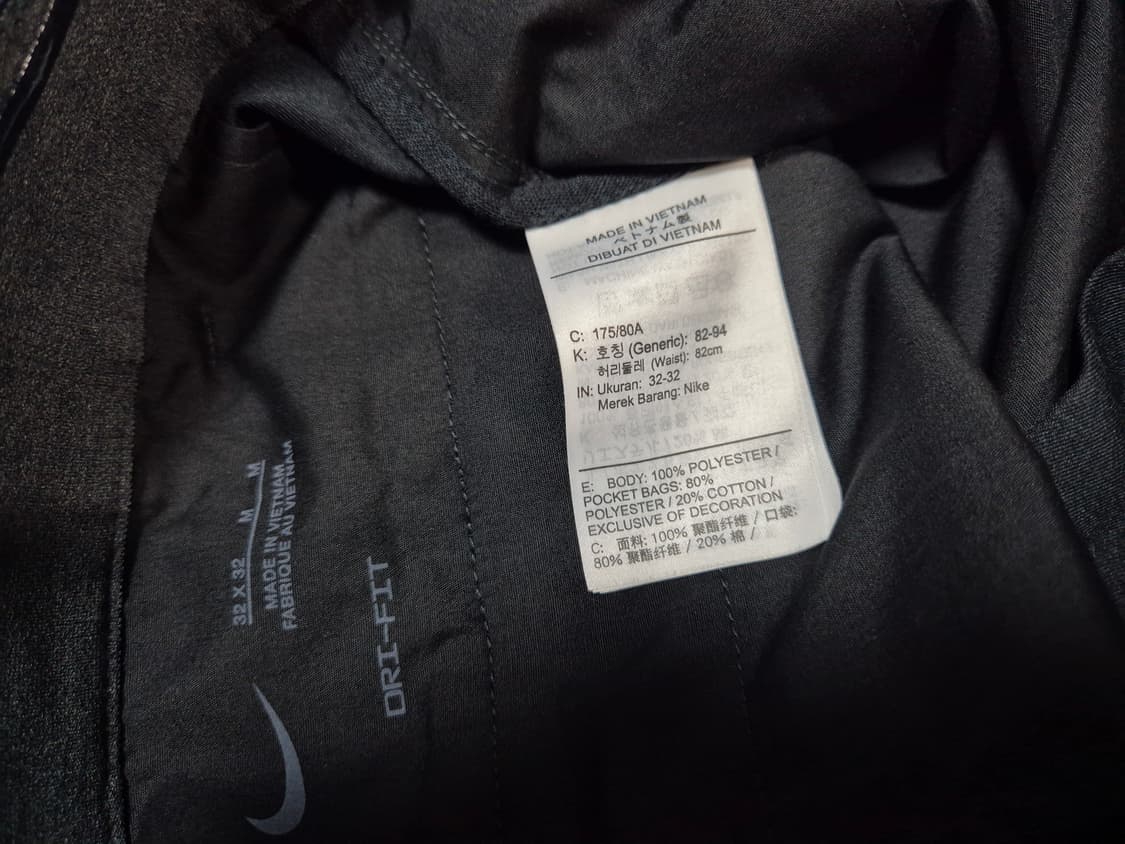 MADE IN VIETNAM
ベトナム製
DIBUAT DI VIETNAM
C: 175/80A
K: 호칭 (Generic): 82-94
허리둘레 (Waist): 82cm
IN: Ukuran: 32-32
Merek Barang: Nike
E: BODY: 100% POLYESTER /
POCKET BAGS: 80%
POLYESTER / 20% COTTON /
EXCLUSIVE OF DECORATION
C: 面料: 100% 聚酯纤维 / 口袋:
80% 聚酯纤维 / 20% 棉 /
32 X 32 M M
MADE IN VIETNAM
FABRIQUE AU VIETNAM
DRI-FIT